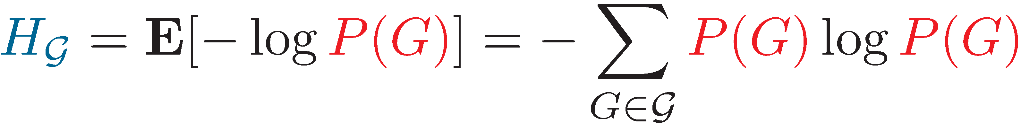 H_𝒢 = E[− log P(G)] = − ∑_{G∈𝒢} P(G) log P(G)